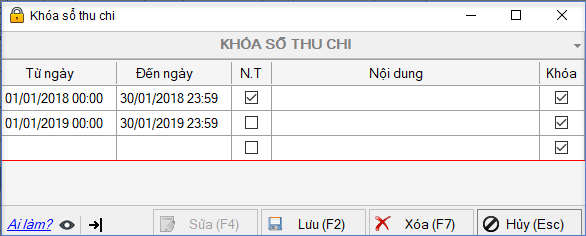 Khóa sổ thu chi
KHÓA SỔ THU CHI
Từ ngày Đến ngày N.T Nội dung Khóa
01/01/2018 00:00 30/01/2018 23:59
01/01/2019 00:00 30/01/2019 23:59
Ai làm? Sửa (F4) Lưu (F2) Xóa (F7) Hủy (Esc)